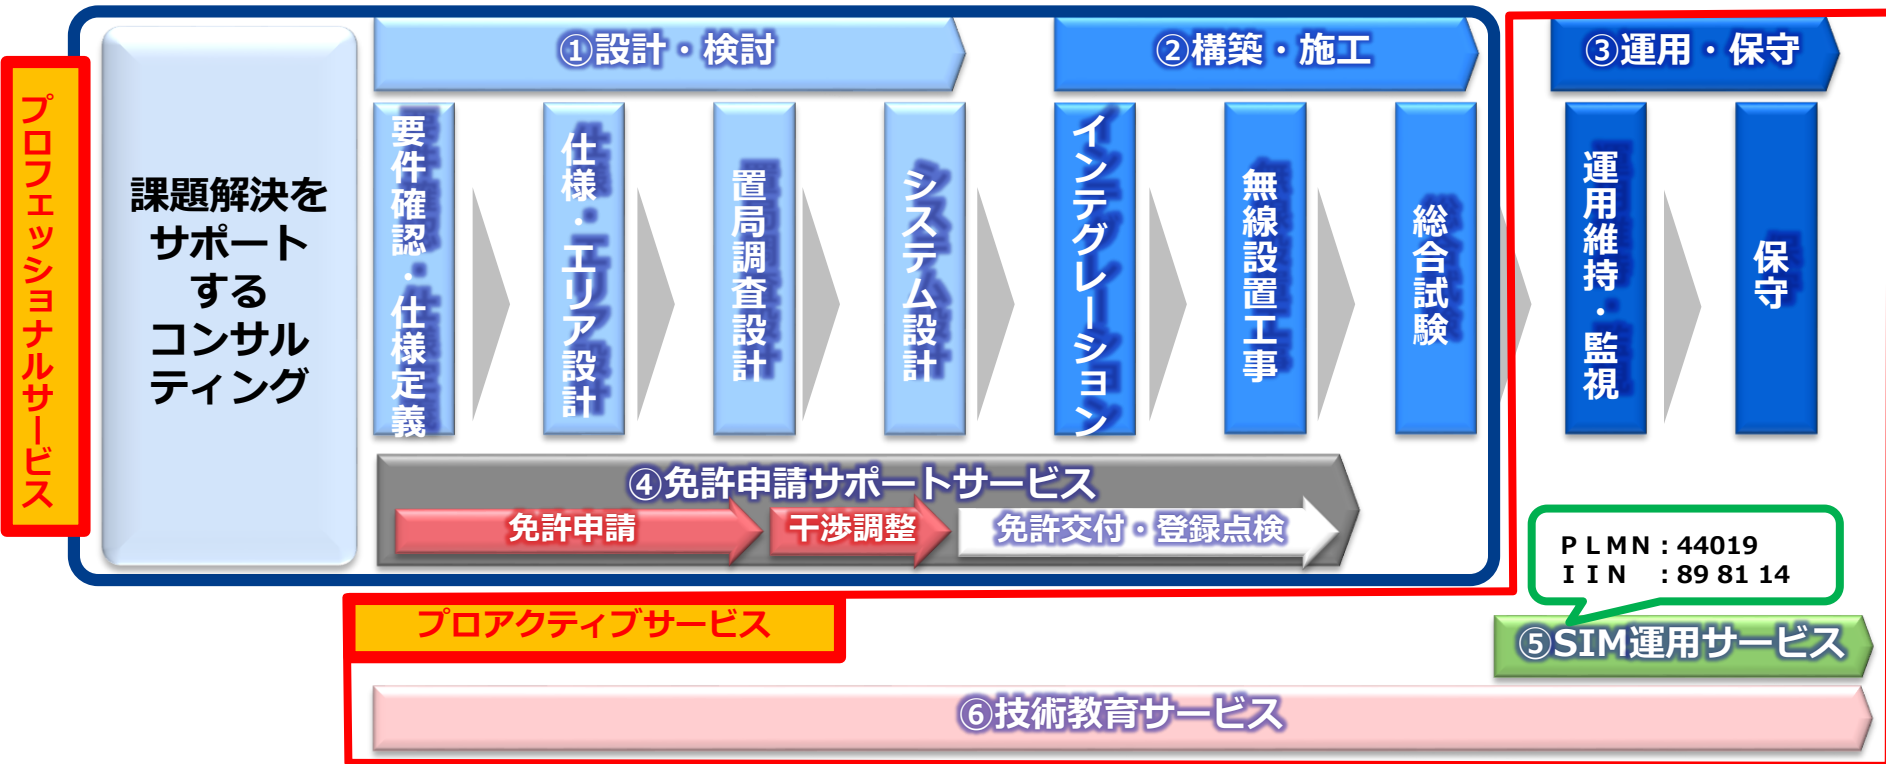 プロフェッショナルサービス
課題解決を
サポート
する
コンサル
ティング
①設計・検討
要件確認・仕様定義
仕様・エリア設計
置局調査設計
システム設計
②構築・施工
インテグレーション
無線設置工事
総合試験
③運用・保守
運用維持・監視
保守
④免許申請サポートサービス
免許申請
干渉調整
免許交付・登録点検
PLMN:44019
IIN :89 81 14
プロアクティブサービス
⑤SIM運用サービス
⑥技術教育サービス